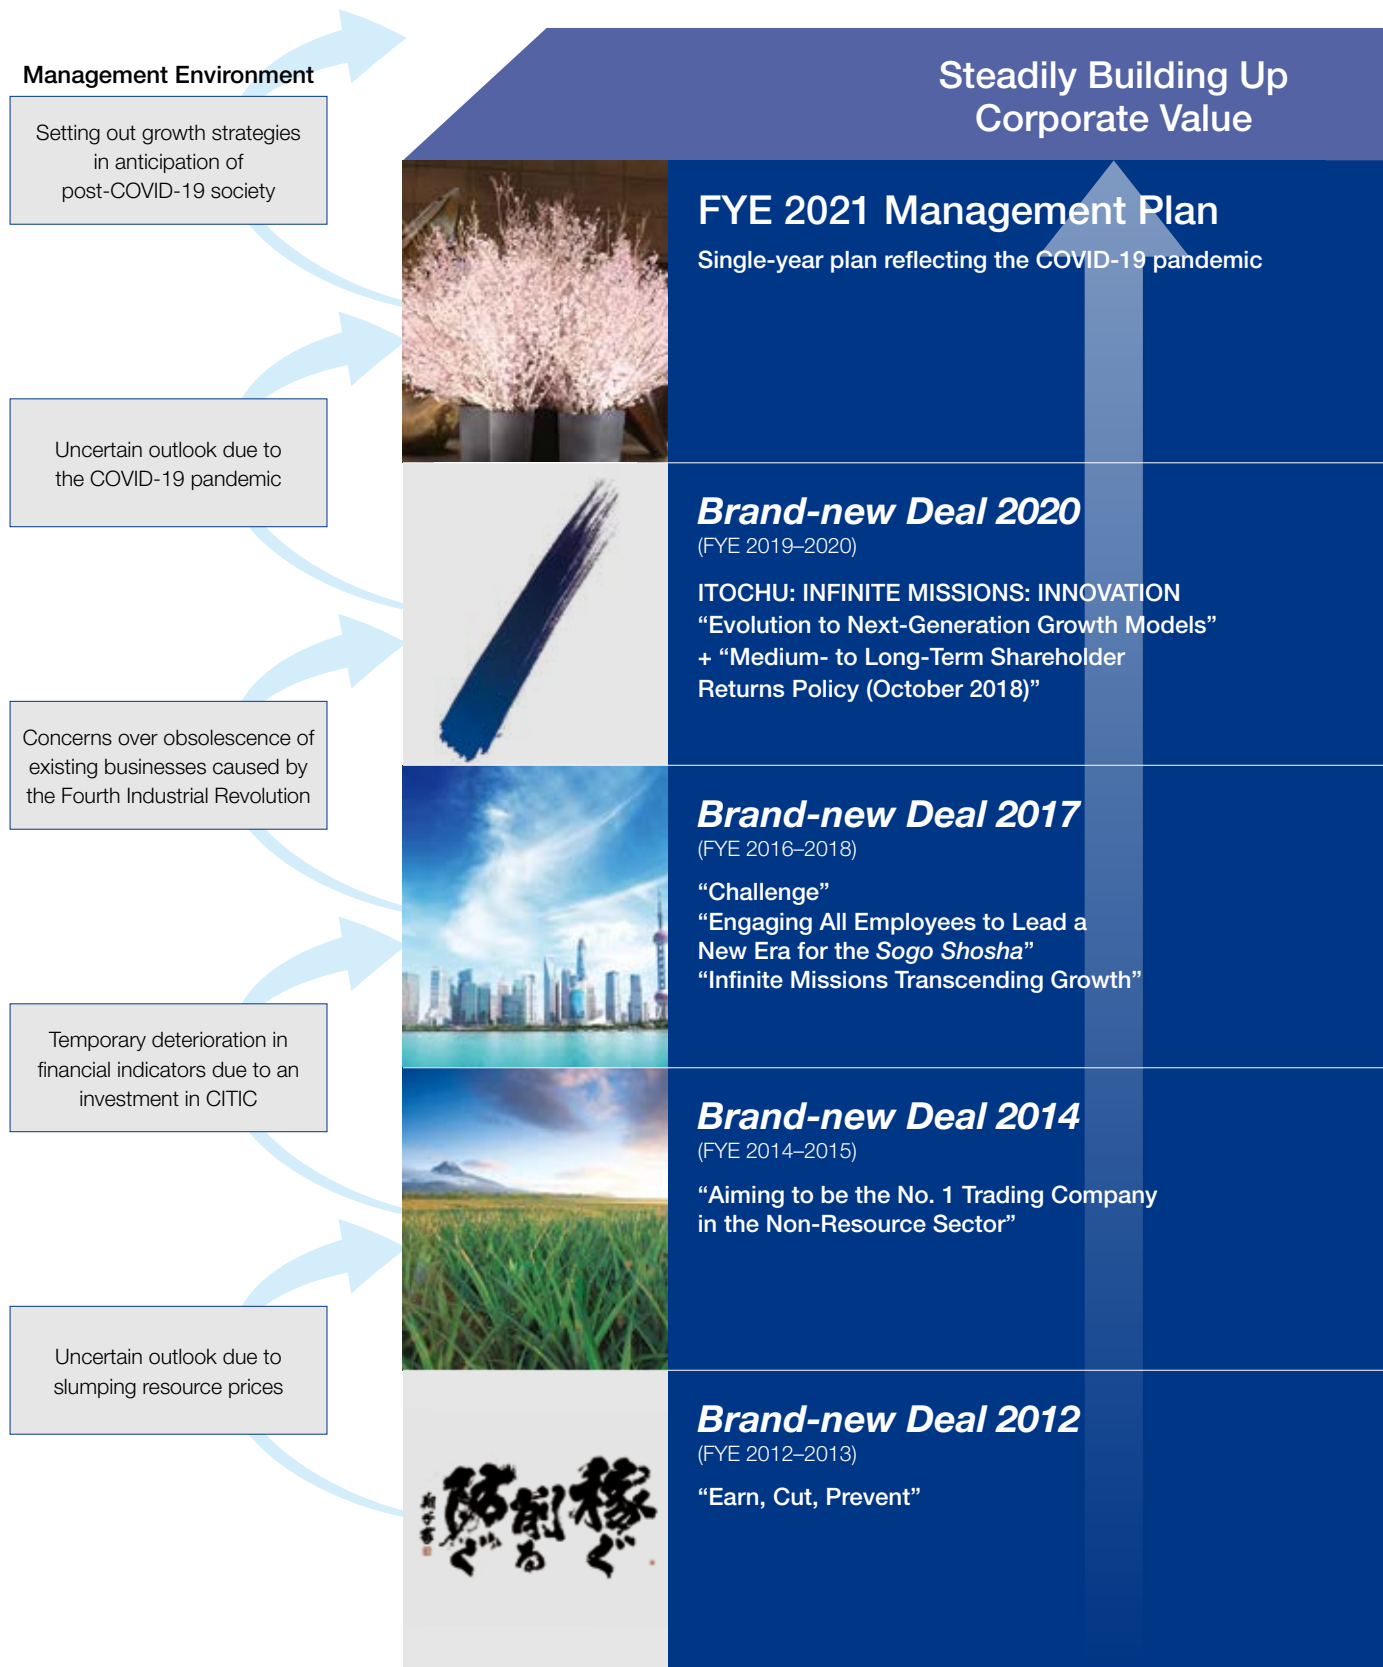 Management Environment
Setting out growth strategies
in anticipation of
post-COVID-19 society
Uncertain outlook due to
the COVID-19 pandemic
Concerns over obsolescence of
existing businesses caused by
the Fourth Industrial Revolution
Temporary deterioration in
financial indicators due to an
investment in CITIC
Uncertain outlook due to
slumping resource prices
Steadily Building Up
Corporate Value
FYE 2021 Management Plan
Single-year plan reflecting the COVID-19 pandemic
Brand-new Deal 2020
(FYE 2019–2020)
ITOCHU: INFINITE MISSIONS: INNOVATION
“Evolution to Next-Generation Growth Models”
+ “Medium- to Long-Term Shareholder
Returns Policy (October 2018)”
Brand-new Deal 2017
(FYE 2016–2018)
“Challenge”
“Engaging All Employees to Lead a
New Era for the Sogo Shosha”
“Infinite Missions Transcending Growth”
Brand-new Deal 2014
(FYE 2014–2015)
“Aiming to be the No. 1 Trading Company
in the Non-Resource Sector”
Brand-new Deal 2012
(FYE 2012–2013)
“Earn, Cut, Prevent”
稼ぐ
削る
防ぐ